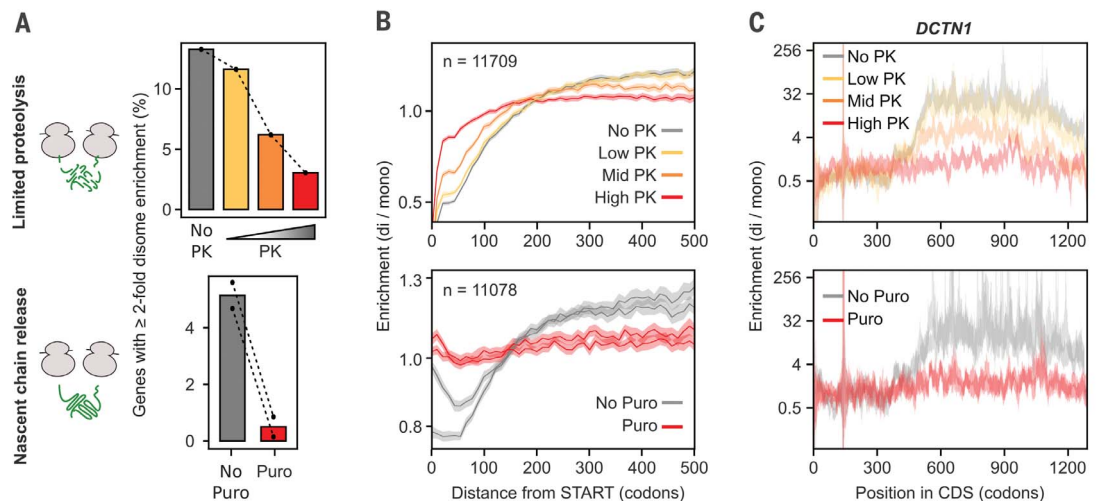 A
Limited proteolysis
Genes with ≥ 2-fold disome enrichment (%)
10
5
0
No
PK
PK
Nascent chain release
4
2
0
No
Puro
Puro
B
Enrichment (di / mono)
n = 11709
1.0
0.5
No PK
Low PK
Mid PK
High PK
0 100 200 300 400 500
n = 11078
1.3
1.0
0.8
No Puro
Puro
0 100 200 300 400 500
Distance from START (codons)
C
DCTN1
Enrichment (di / mono)
256
32
4
0.5
No PK
Low PK
Mid PK
High PK
0 300 600 900 1200
256
32
4
0.5
No Puro
Puro
0 300 600 900 1200
Position in CDS (codons)